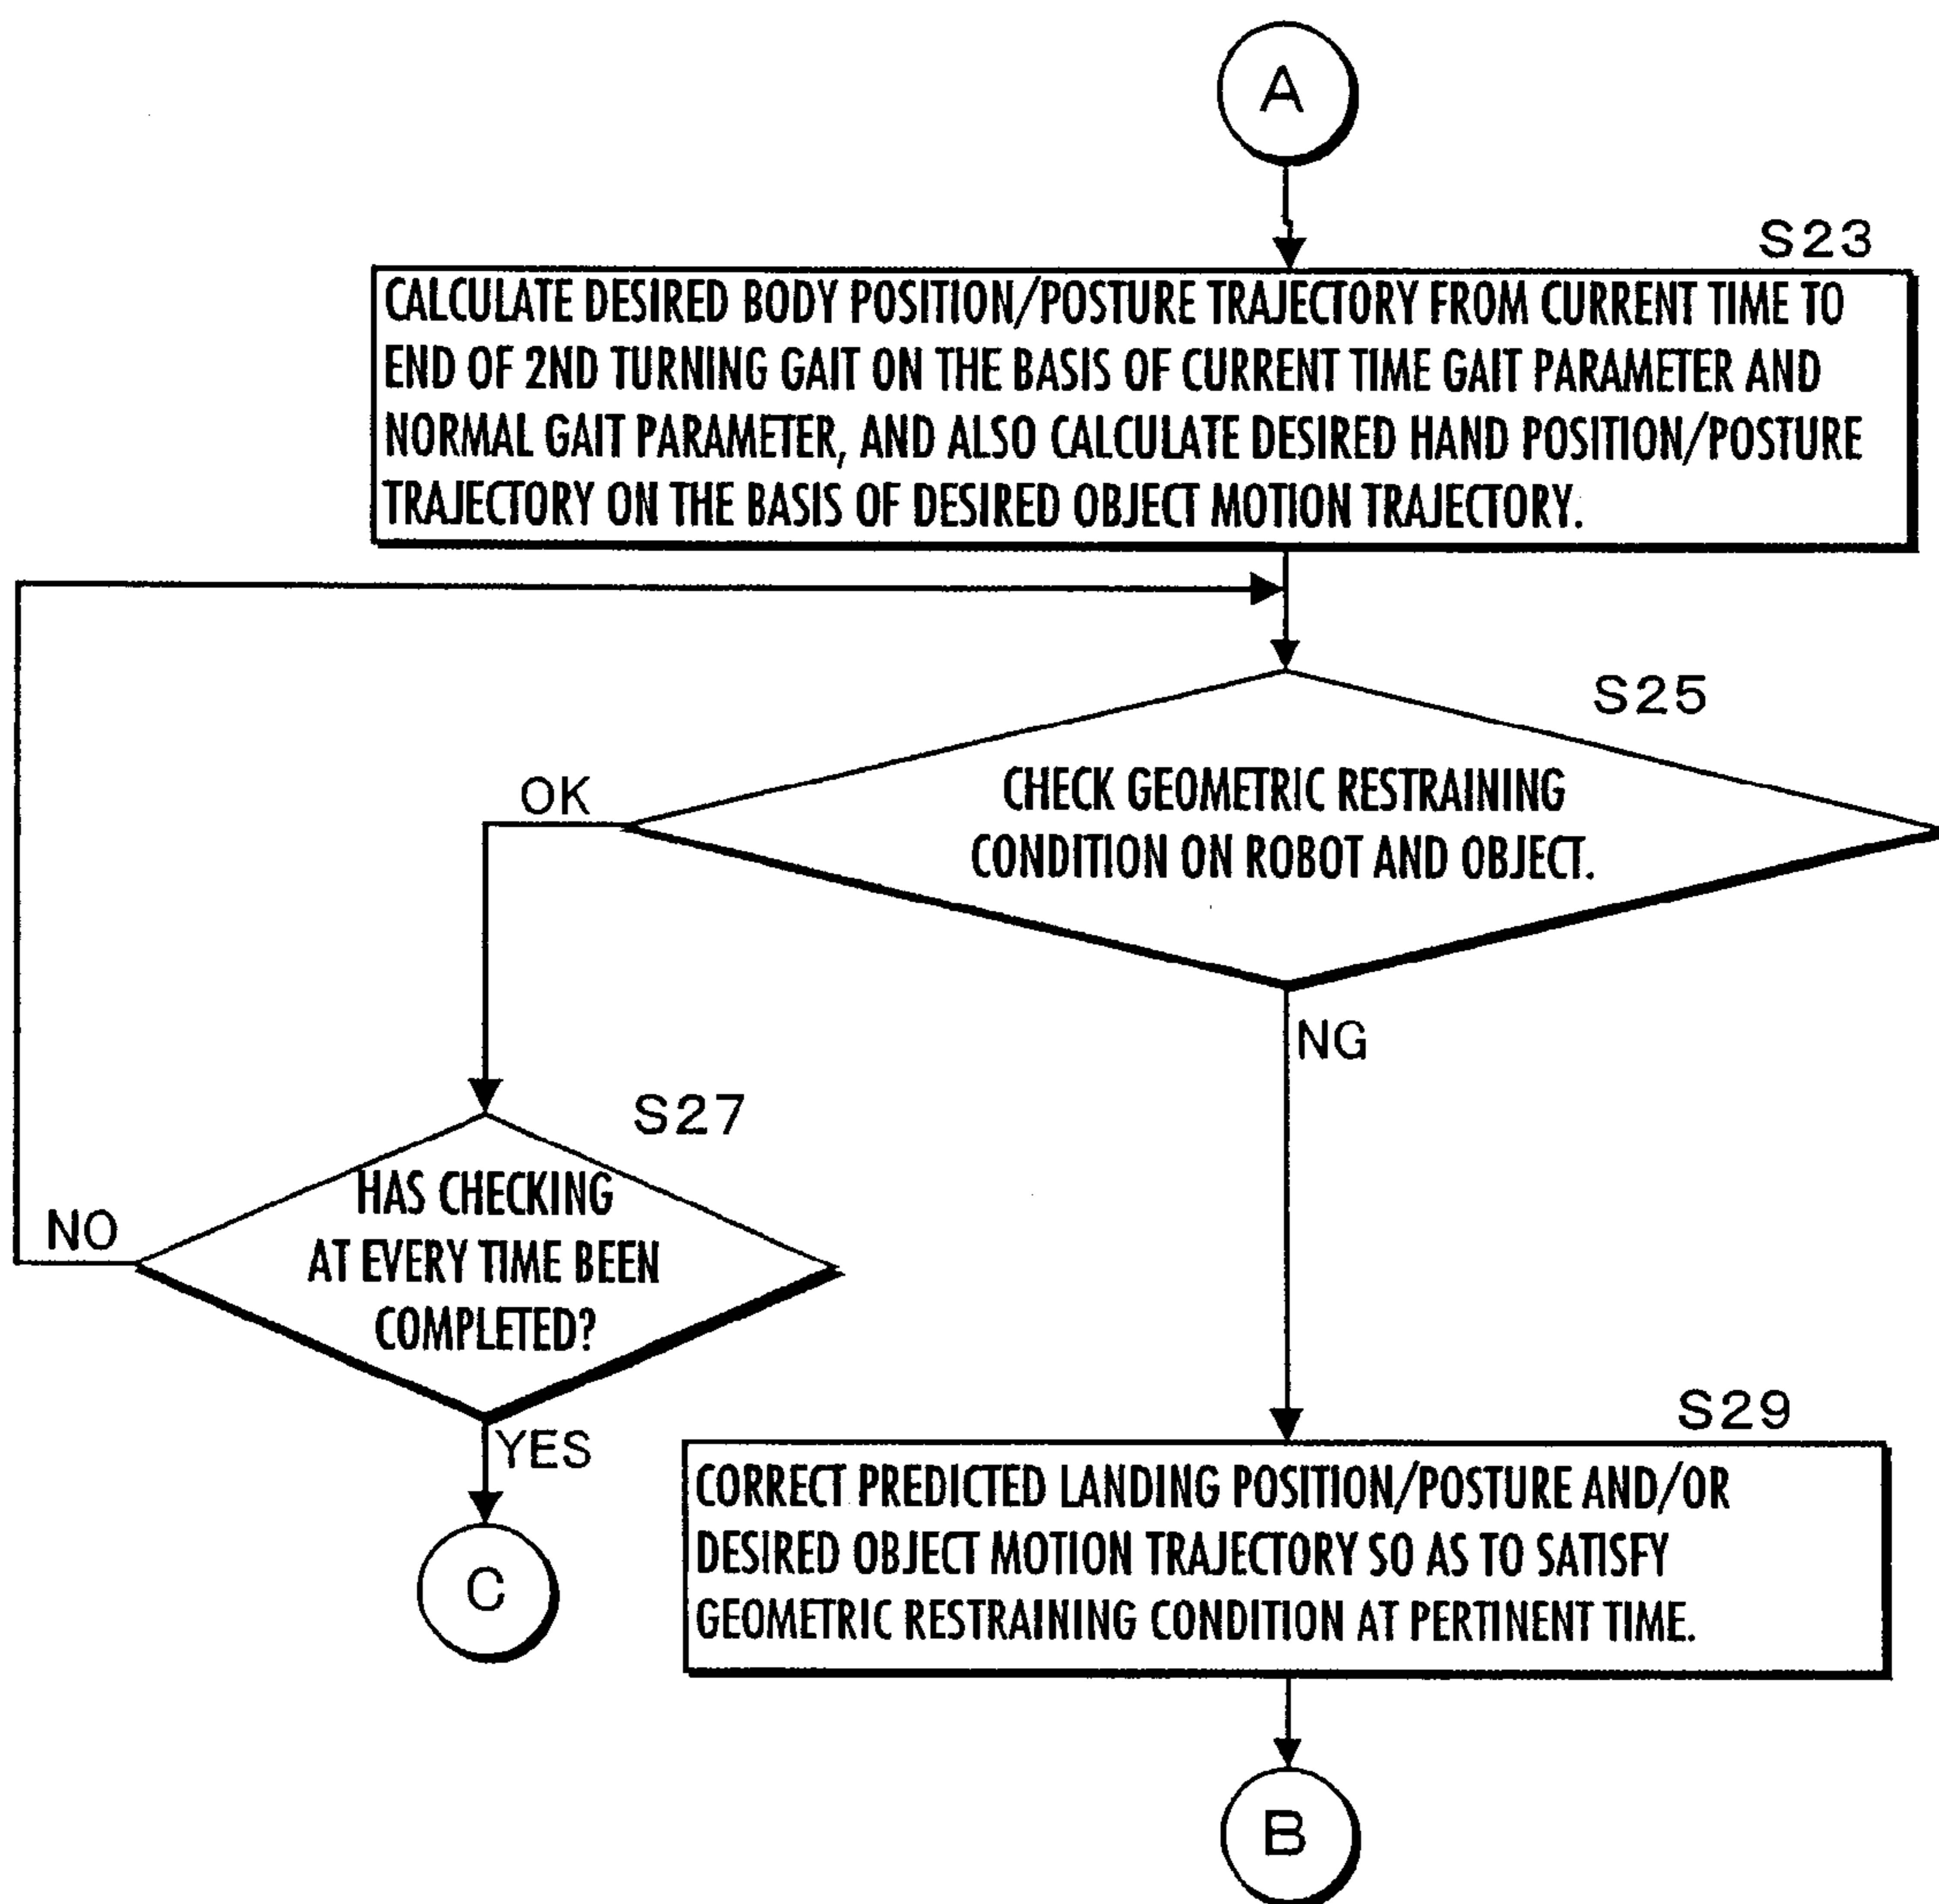 A
S23
CALCULATE DESIRED BODY POSITION/POSTURE TRAJECTORY FROM CURRENT TIME TO
END OF 2ND TURNING GAIT ON THE BASIS OF CURRENT TIME GAIT PARAMETER AND
NORMAL GAIT PARAMETER, AND ALSO CALCULATE DESIRED HAND POSITION/POSTURE
TRAJECTORY ON THE BASIS OF DESIRED OBJECT MOTION TRAJECTORY.
S25
OK
CHECK GEOMETRIC RESTRAINING
CONDITION ON ROBOT AND OBJECT.
NG
S27
HAS CHECKING
AT EVERY TIME BEEN
COMPLETED?
NO
YES
C
S29
CORRECT PREDICTED LANDING POSITION/POSTURE AND/OR
DESIRED OBJECT MOTION TRAJECTORY SO AS TO SATISFY
GEOMETRIC RESTRAINING CONDITION AT PERTINENT TIME.
B